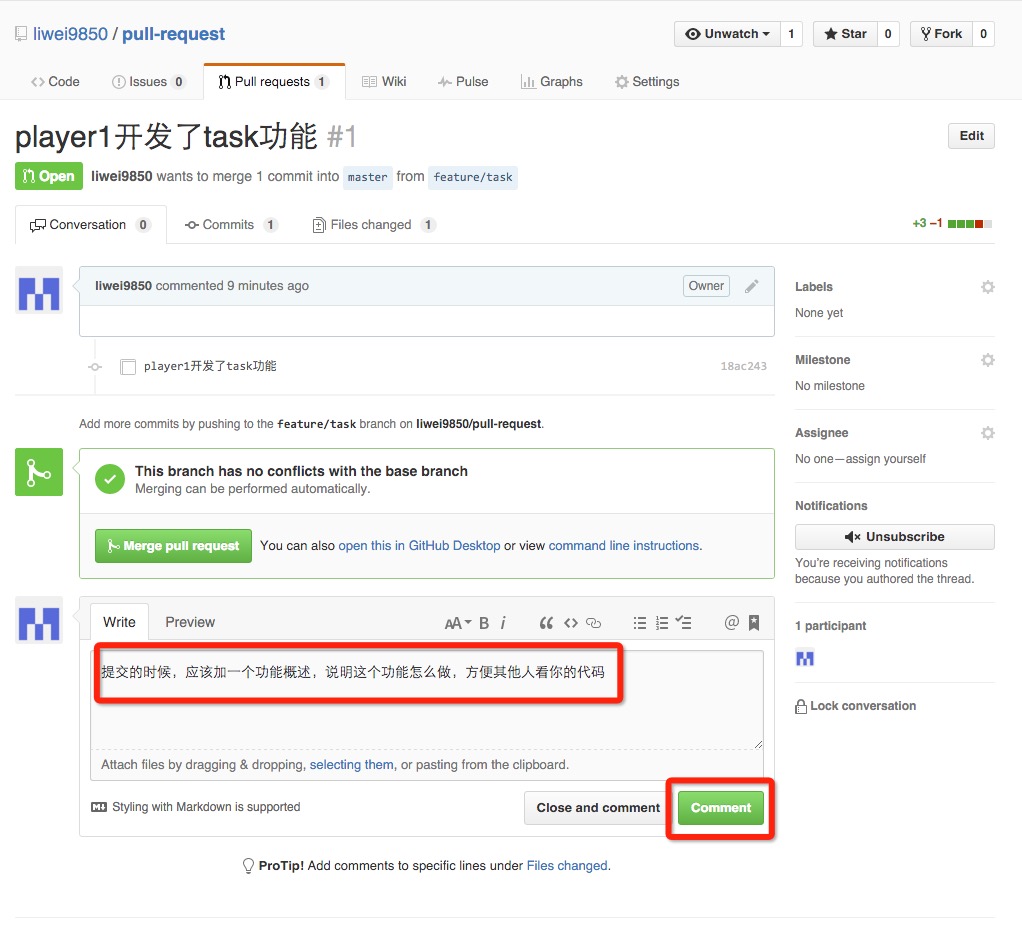 liwei9850 / pull-request
Unwatch 1 Star 0 Fork 0
Code Issues 0 Pull requests 1 Wiki Pulse Graphs Settings
player1开发了task功能 #1
Edit
Open liwei9850 wants to merge 1 commit into master from feature/task
Conversation 0 Commits 1 Files changed 1 +3 −1
liwei9850 commented 9 minutes ago Owner
player1开发了task功能 18ac243
Add more commits by pushing to the feature/task branch on liwei9850/pull-request.
This branch has no conflicts with the base branch
Merging can be performed automatically.
Merge pull request You can also open this in GitHub Desktop or view command line instructions.
Write Preview AA B i “ <> @
提交的时候，应该加一个功能概述，说明这个功能怎么做，方便其他人看你的代码
Attach files by dragging & dropping, selecting them, or pasting from the clipboard.
Styling with Markdown is supported
Close and comment Comment
ProTip! Add comments to specific lines under Files changed.
Labels
None yet
Milestone
No milestone
Assignee
No one—assign yourself
Notifications
Unsubscribe
You’re receiving notifications
because you authored the thread.
1 participant
Lock conversation